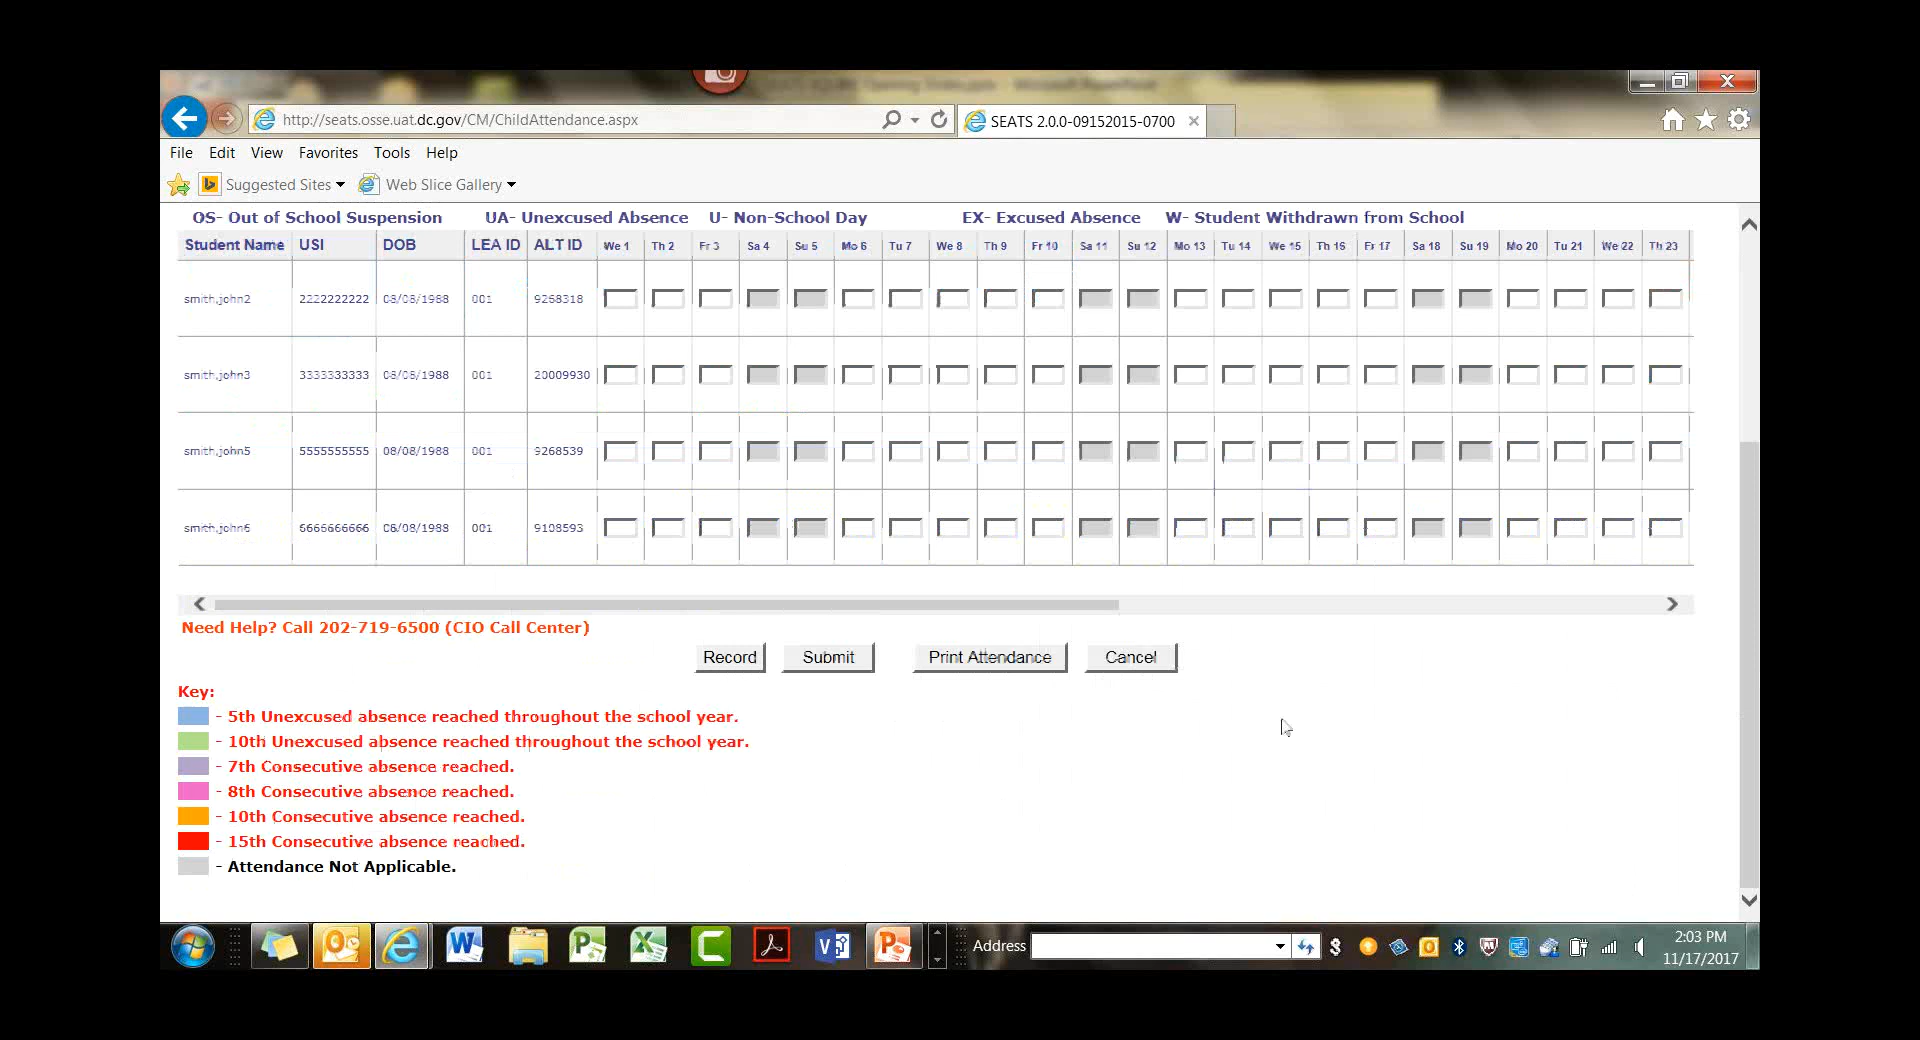 http://seats.osse.uat.dc.gov/CM/ChildAttendance.aspx
SEATS 2.0.0-09152015-0700
File Edit View Favorites Tools Help
Suggested Sites Web Slice Gallery
OS- Out of School Suspension UA- Unexcused Absence U- Non-School Day EX- Excused Absence W- Student Withdrawn from School
Student Name USI DOB LEA ID ALT ID We 1 Th 2 Fr 3 Sa 4 Su 5 Mo 6 Tu 7 We 8 Th 9 Fr 10 Sa 11 Su 12 Mo 13 Tu 14 We 15 Th 16 Fr 17 Sa 18 Su 19 Mo 20 Tu 21 We 22 Th 23
smith,john2 2222222222 08/08/1988 001 9268318
smith,john3 3333333333 08/08/1988 001 20009930
smith,john5 5555555555 08/08/1988 001 9268539
smith,john6 6666666666 08/08/1988 001 9108593
Need Help? Call 202-719-6500 (CIO Call Center)
Record Submit Print Attendance Cancel
Key:
- 5th Unexcused absence reached throughout the school year.
- 10th Unexcused absence reached throughout the school year.
- 7th Consecutive absence reached.
- 8th Consecutive absence reached.
- 10th Consecutive absence reached.
- 15th Consecutive absence reached.
- Attendance Not Applicable.
Address
2:03 PM
11/17/2017